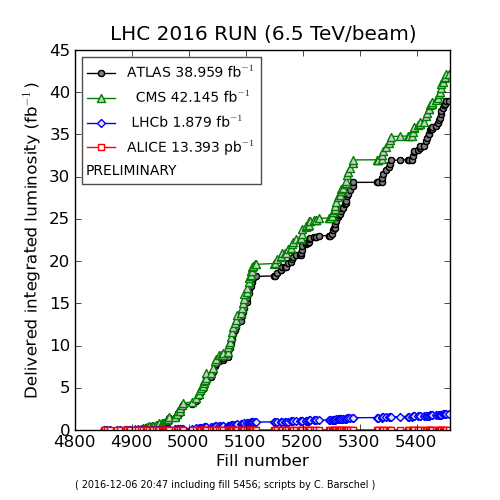 LHC 2016 RUN (6.5 TeV/beam)
Delivered integrated luminosity (fb⁻¹)
45
40
35
30
25
20
15
10
5
0
ATLAS 38.959 fb⁻¹
CMS 42.145 fb⁻¹
LHCb 1.879 fb⁻¹
ALICE 13.393 pb⁻¹
PRELIMINARY
4800 4900 5000 5100 5200 5300 5400
Fill number
( 2016-12-06 20:47 including fill 5456; scripts by C. Barschel )